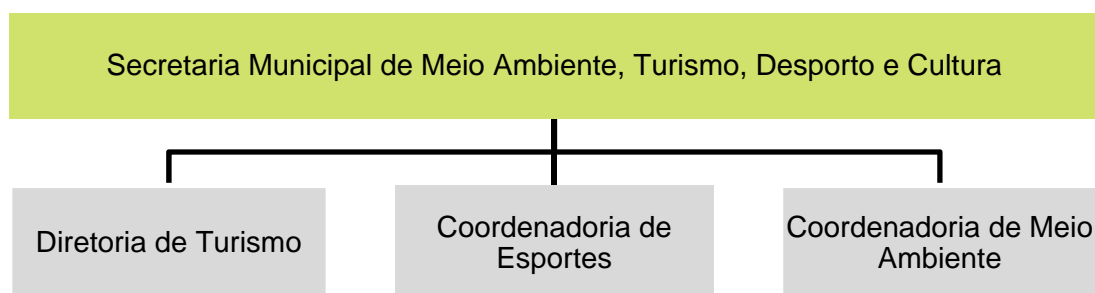 Secretaria Municipal de Meio Ambiente, Turismo, Desporto e Cultura
Diretoria de Turismo
Coordenadoria de
Esportes
Coordenadoria de Meio
Ambiente